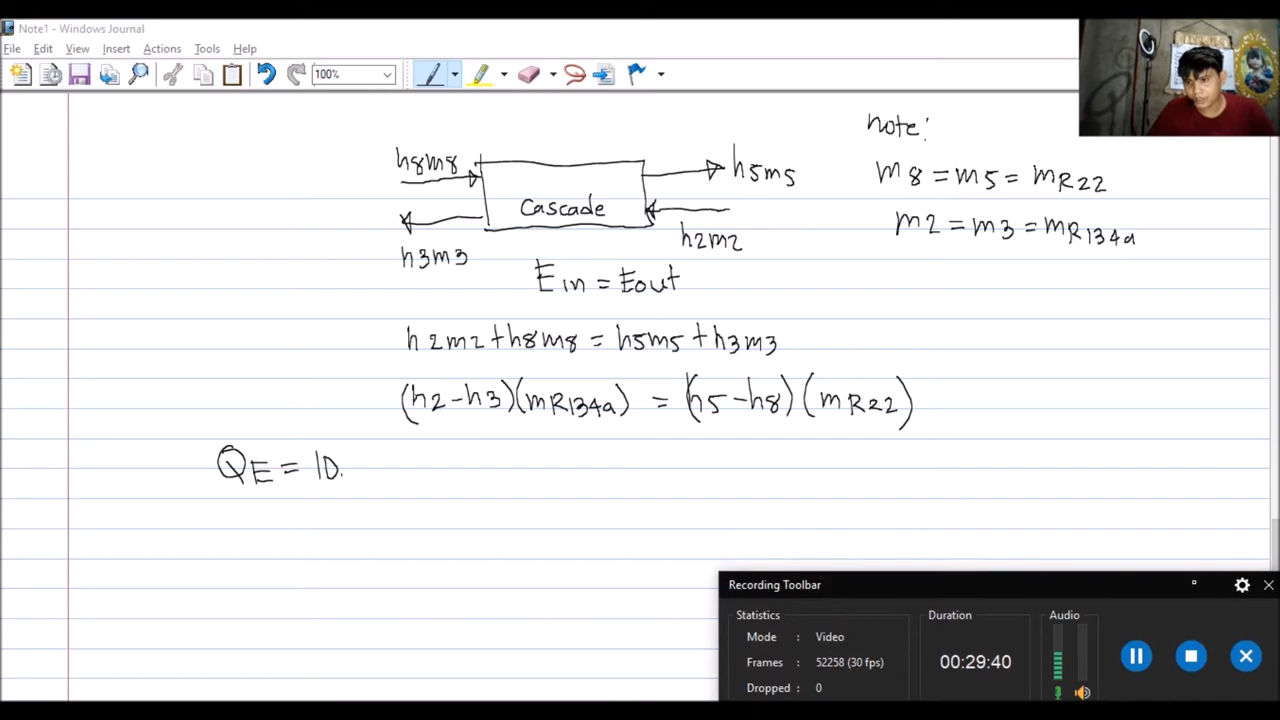 Note1 - Windows Journal
File Edit View Insert Actions Tools Help
100%
note:
h8m8
h5m5
m8 = m5 = mR22
Cascade
m2 = m3 = mR134a
h3m3
h2m2
Ein = Eout
h2m2+h8m8 = h5m5+h3m3
(h2-h3)(mR134a) = (h5-h8)(mR22)
QE = 10.
Recording Toolbar
Statistics
Duration
Audio
Mode : Video
Frames : 52258 (30 fps)
00:29:40
Dropped : 0